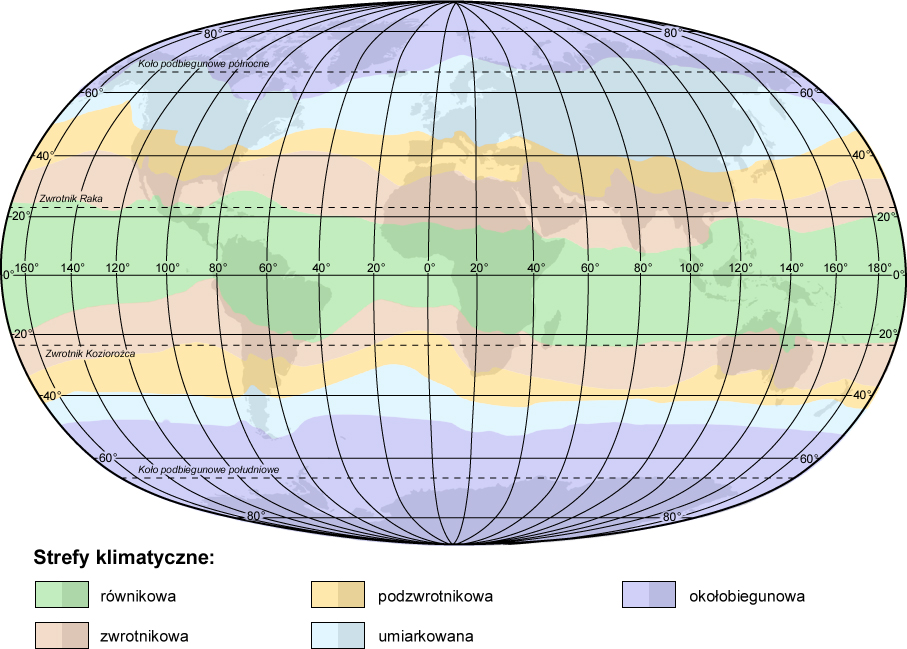 80° 80°
Koło podbiegunowe północne
60° 60°
40° 40°
Zwrotnik Raka
20° 20°
0° 160° 140° 120° 100° 80° 60° 40° 20° 0° 20° 40° 60° 80° 100° 120° 140° 160° 180° 0°
20° 20°
Zwrotnik Koziorożca
40° 40°
60° 60°
Koło podbiegunowe południowe
80° 80°
Strefy klimatyczne:
równikowa podzwrotnikowa okołobiegunowa
zwrotnikowa umiarkowana